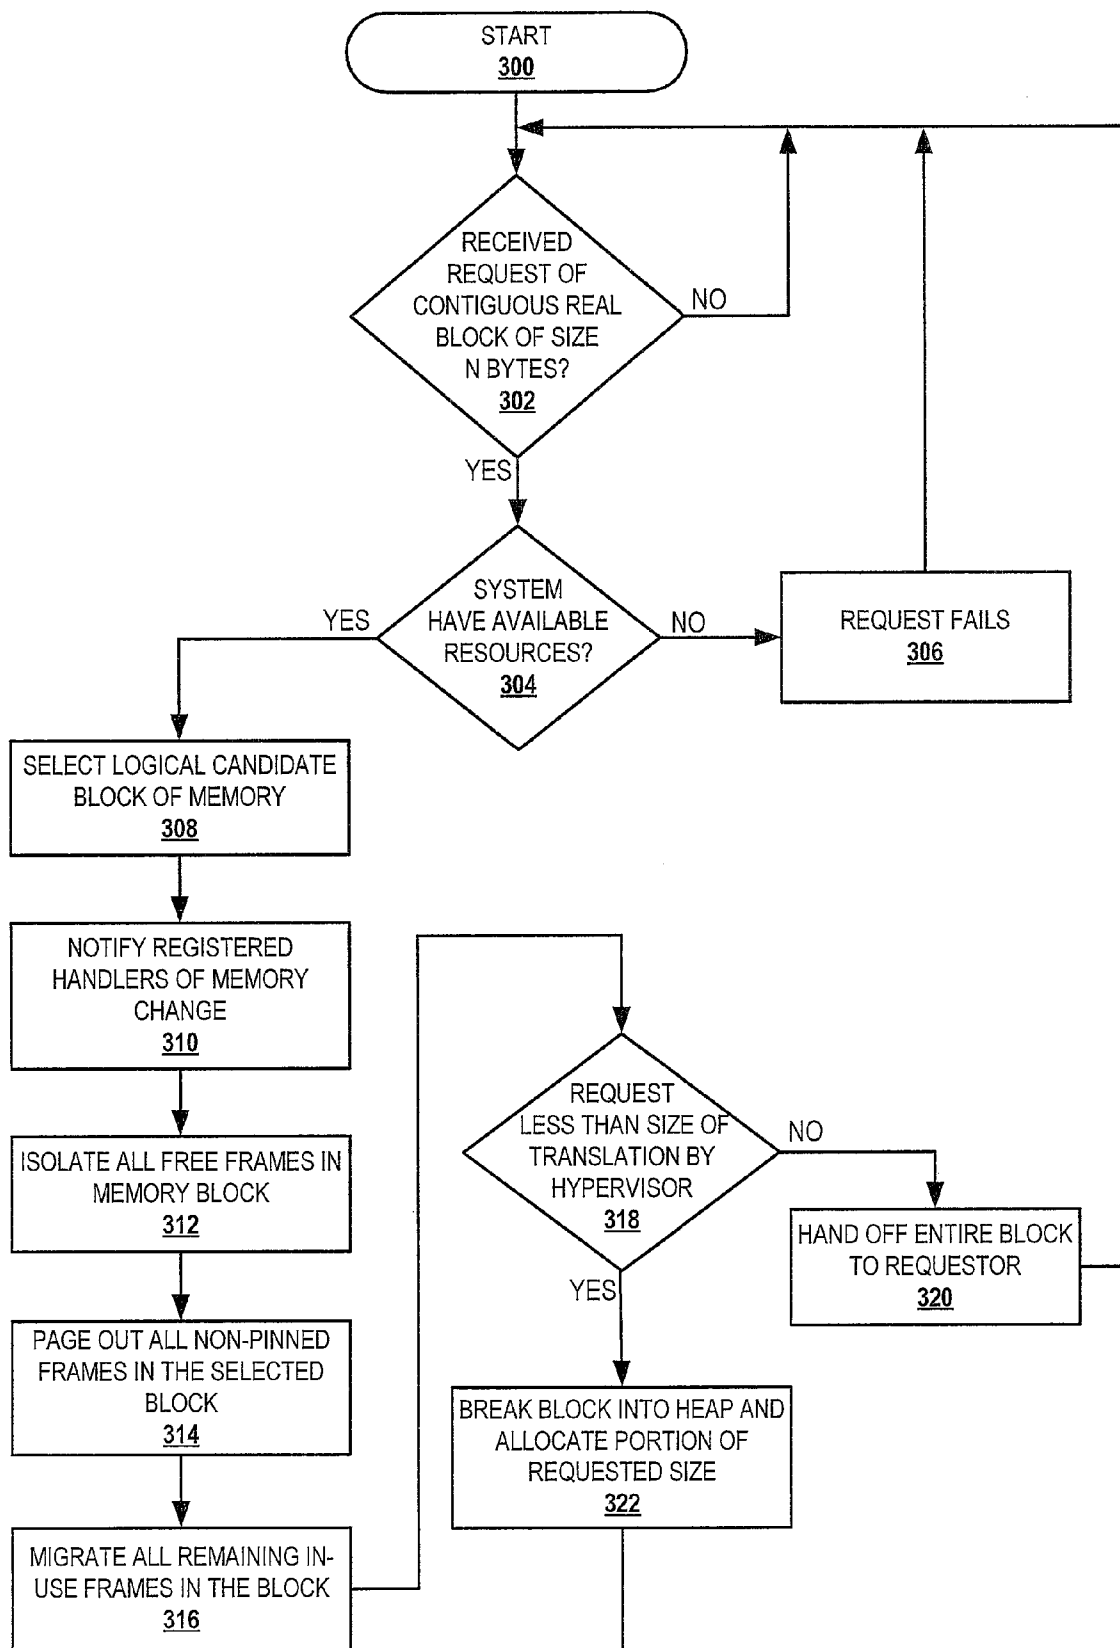 START
300
RECEIVED
REQUEST OF
CONTIGUOUS REAL
BLOCK OF SIZE
N BYTES?
302
NO
YES
SYSTEM
HAVE AVAILABLE
RESOURCES?
304
YES
NO
REQUEST FAILS
306
SELECT LOGICAL CANDIDATE
BLOCK OF MEMORY
308
NOTIFY REGISTERED
HANDLERS OF MEMORY
CHANGE
310
ISOLATE ALL FREE FRAMES IN
MEMORY BLOCK
312
PAGE OUT ALL NON-PINNED
FRAMES IN THE SELECTED
BLOCK
314
MIGRATE ALL REMAINING IN-
USE FRAMES IN THE BLOCK
316
REQUEST
LESS THAN SIZE OF
TRANSLATION BY
HYPERVISOR
318
NO
YES
HAND OFF ENTIRE BLOCK
TO REQUESTOR
320
BREAK BLOCK INTO HEAP AND
ALLOCATE PORTION OF
REQUESTED SIZE
322